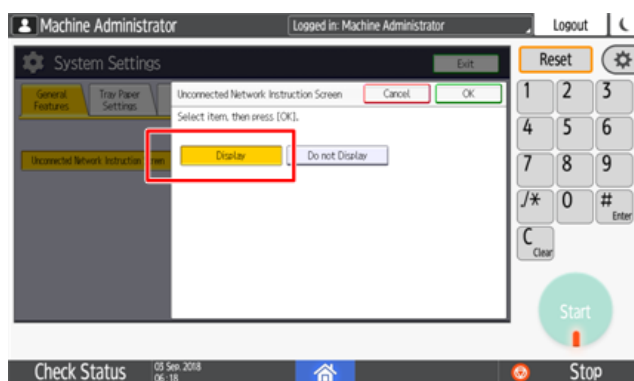 Machine Administrator
Logged in: Machine Administrator
Logout
System Settings
Exit
Reset
General Features
Tray Paper Settings
Unconnected Network Instruction Screen
Cancel
OK
Select item, then press [OK].
Unconnected Network Instruction Screen
Display
Do not Display
1 2 3
4 5 6
7 8 9
./* 0 #
Enter
C
Clear
Start
Check Status
05 Sep. 2018
06:18
Stop